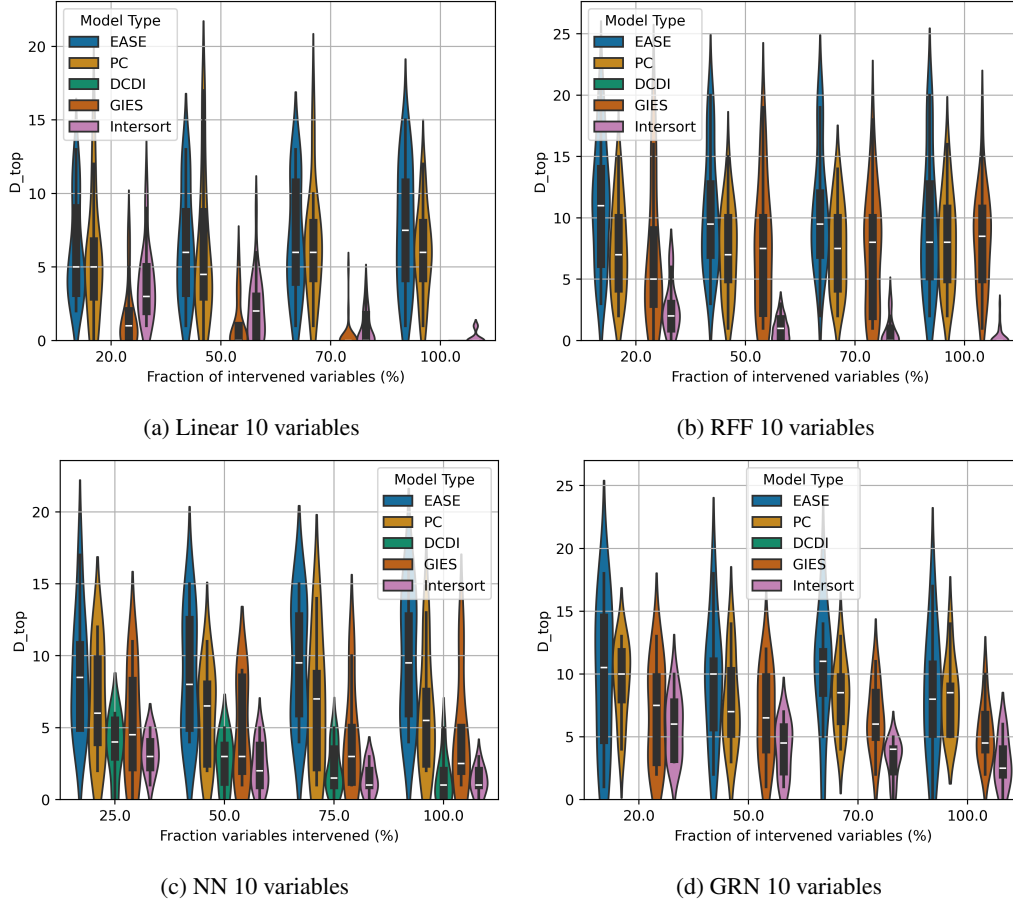 Model Type
EASE
PC
DCDI
GIES
Intersort
D_top
20
15
10
5
0
20.0 50.0 70.0 100.0
Fraction of intervened variables (%)
(a) Linear 10 variables
Model Type
EASE
PC
DCDI
GIES
Intersort
D_top
25
20
15
10
5
0
20.0 50.0 70.0 100.0
Fraction of intervened variables (%)
(b) RFF 10 variables
Model Type
EASE
PC
DCDI
GIES
Intersort
D_top
20
15
10
5
0
25.0 50.0 75.0 100.0
Fraction variables intervened (%)
(c) NN 10 variables
Model Type
EASE
PC
DCDI
GIES
Intersort
D_top
25
20
15
10
5
0
20.0 50.0 70.0 100.0
Fraction of intervened variables (%)
(d) GRN 10 variables